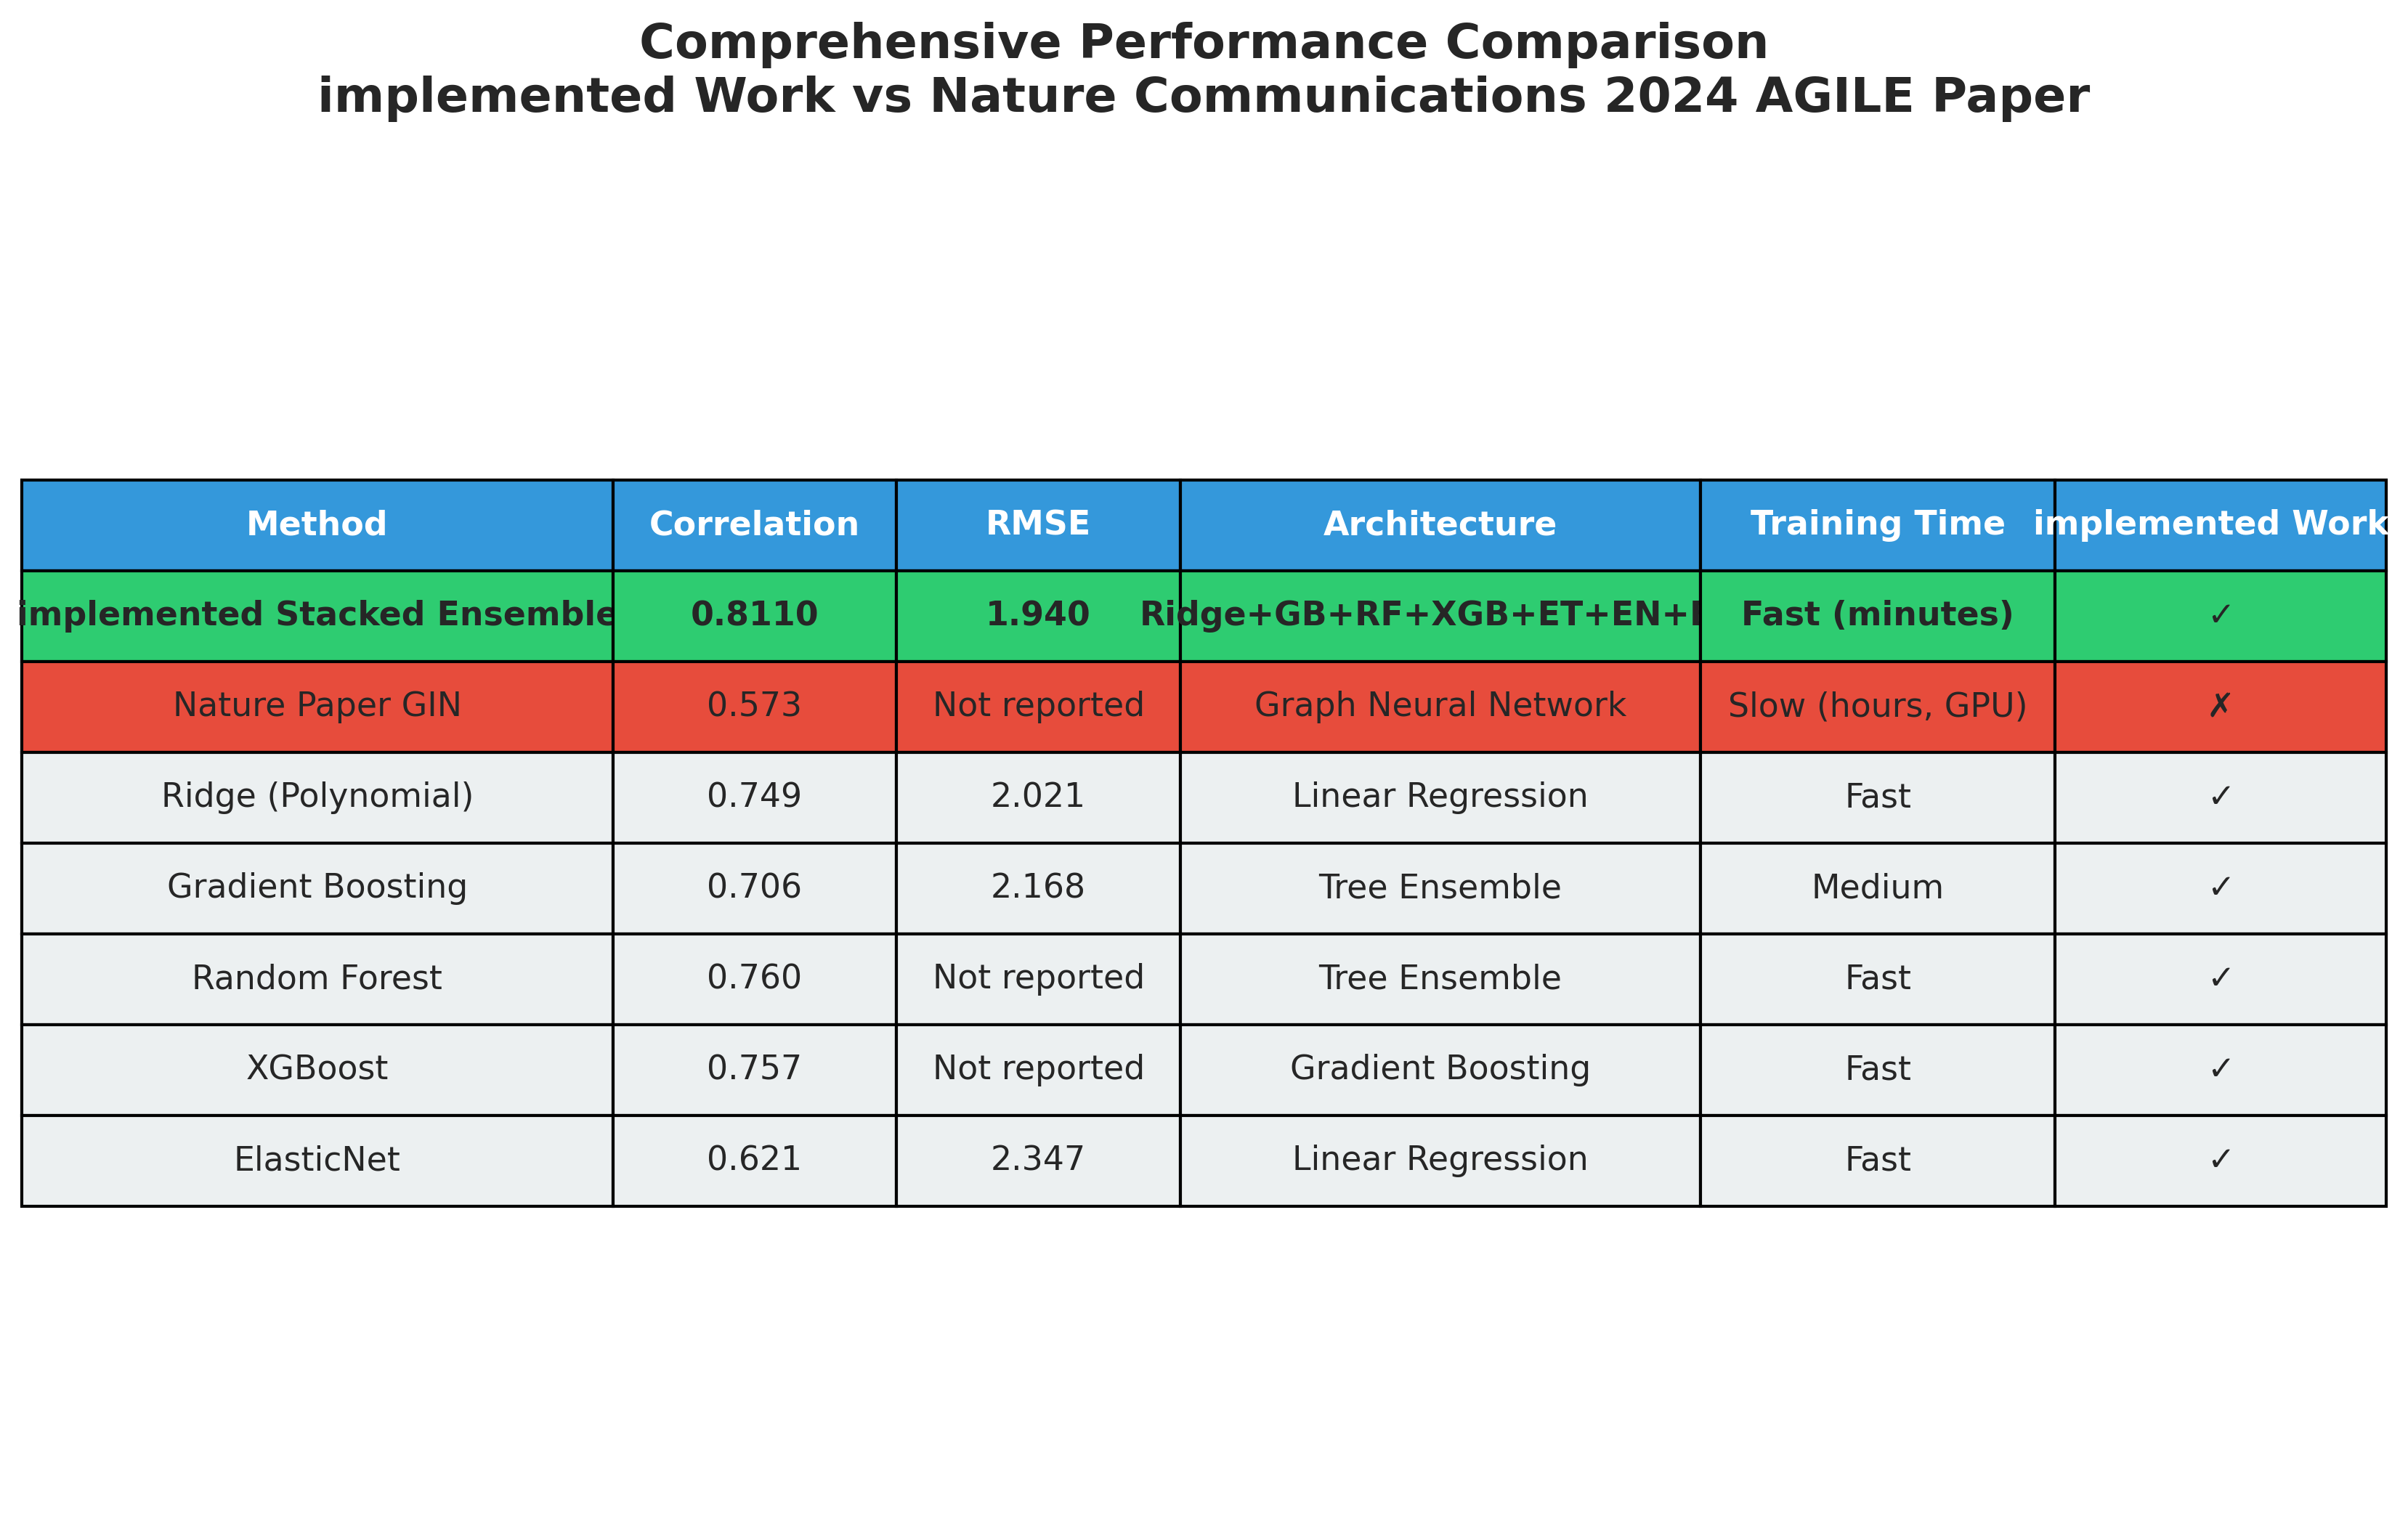 Comprehensive Performance Comparison
implemented Work vs Nature Communications 2024 AGILE Paper
Method Correlation RMSE Architecture Training Time implemented Work
implemented Stacked Ensemble 0.8110 1.940 Ridge+GB+RF+XGB+ET+EN+ Fast (minutes) ✓
Nature Paper GIN 0.573 Not reported Graph Neural Network Slow (hours, GPU) ✗
Ridge (Polynomial) 0.749 2.021 Linear Regression Fast ✓
Gradient Boosting 0.706 2.168 Tree Ensemble Medium ✓
Random Forest 0.760 Not reported Tree Ensemble Fast ✓
XGBoost 0.757 Not reported Gradient Boosting Fast ✓
ElasticNet 0.621 2.347 Linear Regression Fast ✓